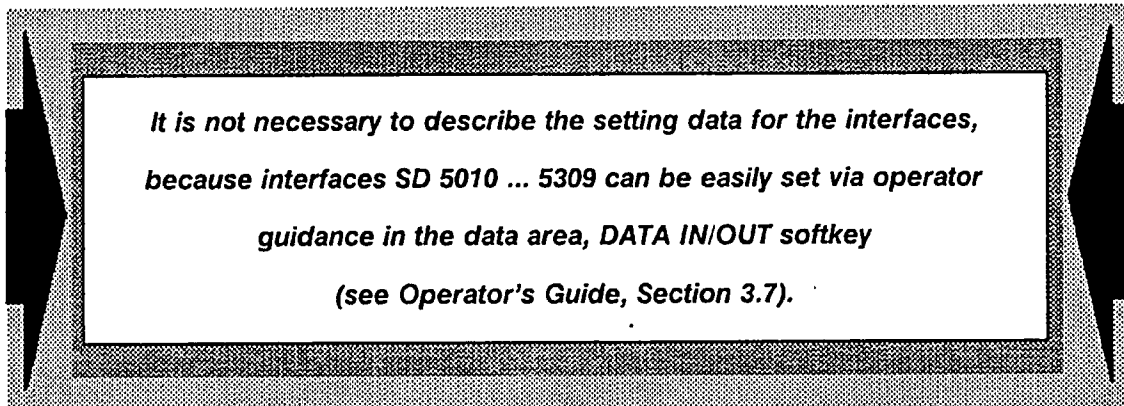 It is not necessary to describe the setting data for the interfaces,
because interfaces SD 5010 ... 5309 can be easily set via operator
guidance in the data area, DATA IN/OUT softkey
(see Operator's Guide, Section 3.7).